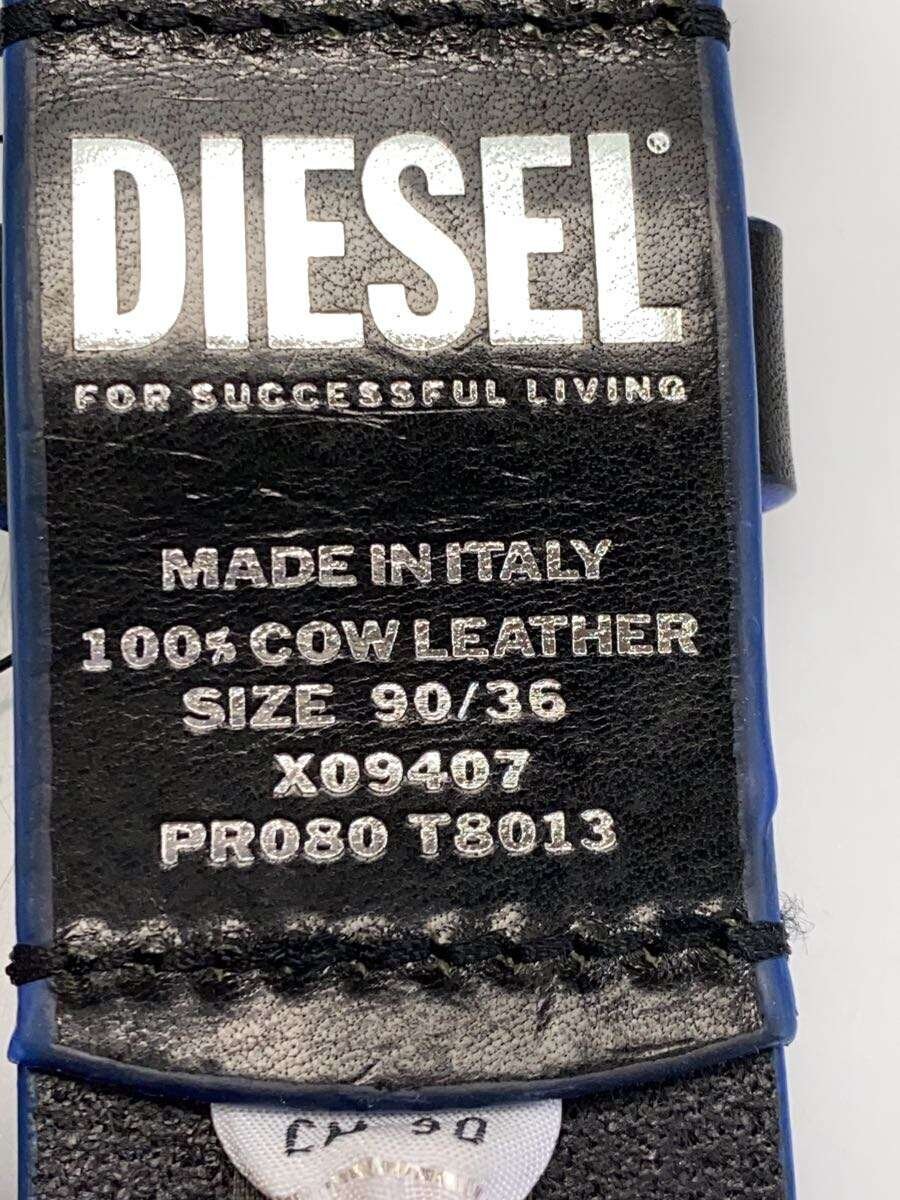 DIESEL®
FOR SUCCESSFUL LIVING
MADE IN ITALY
100% COW LEATHER
SIZE 90/36
X09407
PR080 T8013